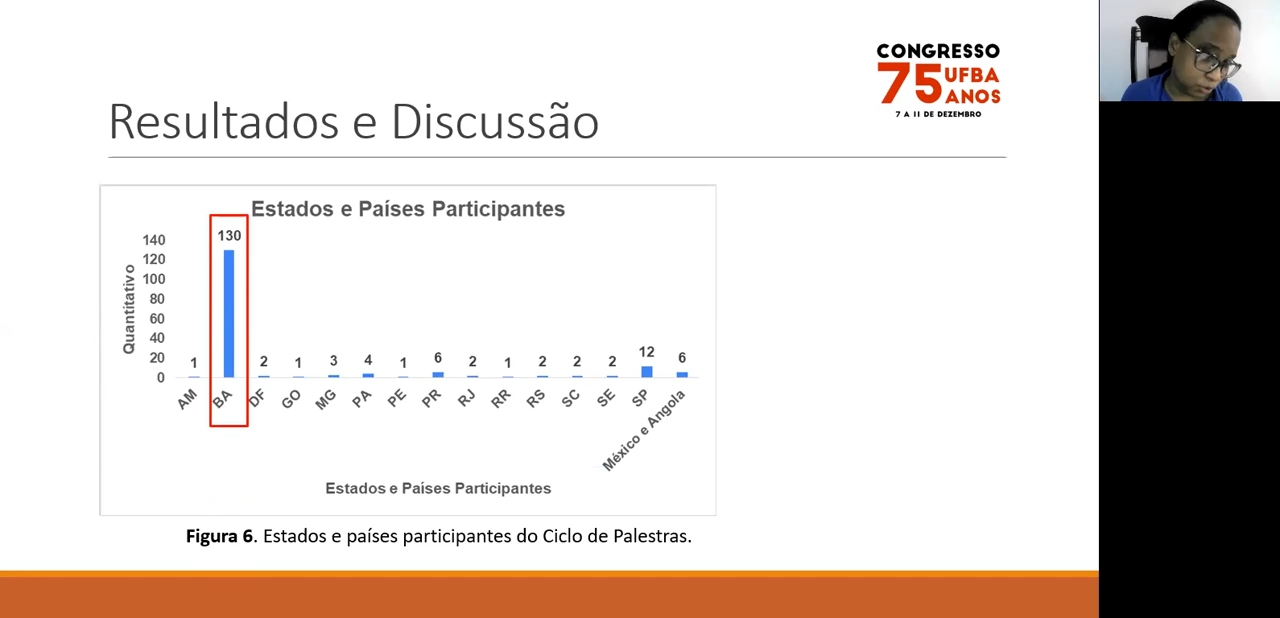 CONGRESSO
75 UFBA
ANOS
7 A 11 DE DEZEMBRO
Resultados e Discussão
Estados e Países Participantes
Quantitativo
140
120
100
80
60
40
20
0
1 130 2 1 3 4 1 6 2 1 2 2 2 12 6
AM BA DF GO MG PA PE PR RJ RR RS SC SE SP México e Angola
Estados e Países Participantes
Figura 6. Estados e países participantes do Ciclo de Palestras.